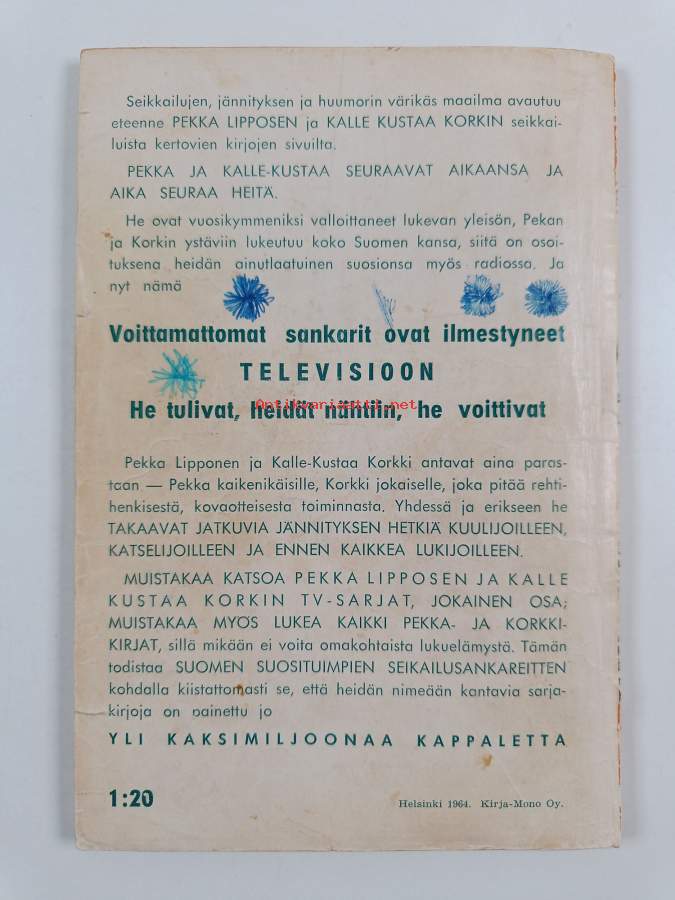 Seikkailujen, jännityksen ja huumorin värikäs maailma avautuu
eteenne PEKKA LIPPOSEN ja KALLE KUSTAA KORKIN seikkai-
luista kertovien kirjojen sivuilta.
PEKKA JA KALLE-KUSTAA SEURAAVAT AIKAANSA JA
AIKA SEURAA HEITÄ.
He ovat vuosikymmeniksi valloittaneet lukevan yleisön, Pekan
ja Korkin ystäviin lukeutuu koko Suomen kansa, siitä on osoi-
tuksena heidän ainutlaatuinen suosionsa myös radiossa. Ja
nyt nämä
Voittamattomat sankarit ovat ilmestyneet
TELEVISIOON
He tulivat, heidät nähtiin, he voittivat
Antikvariaatti.net
Pekka Lipponen ja Kalle-Kustaa Korkki antavat aina paras-
taan — Pekka kaikenikäisille, Korkki jokaiselle, joka pitää rehti-
henkisestä, kovaotteisesta toiminnasta. Yhdessä ja erikseen he
TAKAAVAT JATKUVIA JÄNNITYKSEN HETKIÄ KUULIJOILLEEN,
KATSELIJOILLEEN JA ENNEN KAIKKEA LUKIJOILLEEN.
MUISTAKAA KATSOA PEKKA LIPPOSEN JA KALLE
KUSTAA KORKIN TV-SARJAT, JOKAINEN OSA;
MUISTAKAA MYÖS LUKEA KAIKKI PEKKA- JA KORKKI-
KIRJAT, sillä mikään ei voita omakohtaista lukuelämystä. Tämän
todistaa SUOMEN SUOSITUIMPIEN SEIKAILUSANKAREITTEN
kohdalla kiistattomasti se, että heidän nimeään kantavia sarja-
kirjoja on painettu jo
YLI KAKSIMILJOONAA KAPPALETTA
1:20
Helsinki 1964. Kirja-Mono Oy.